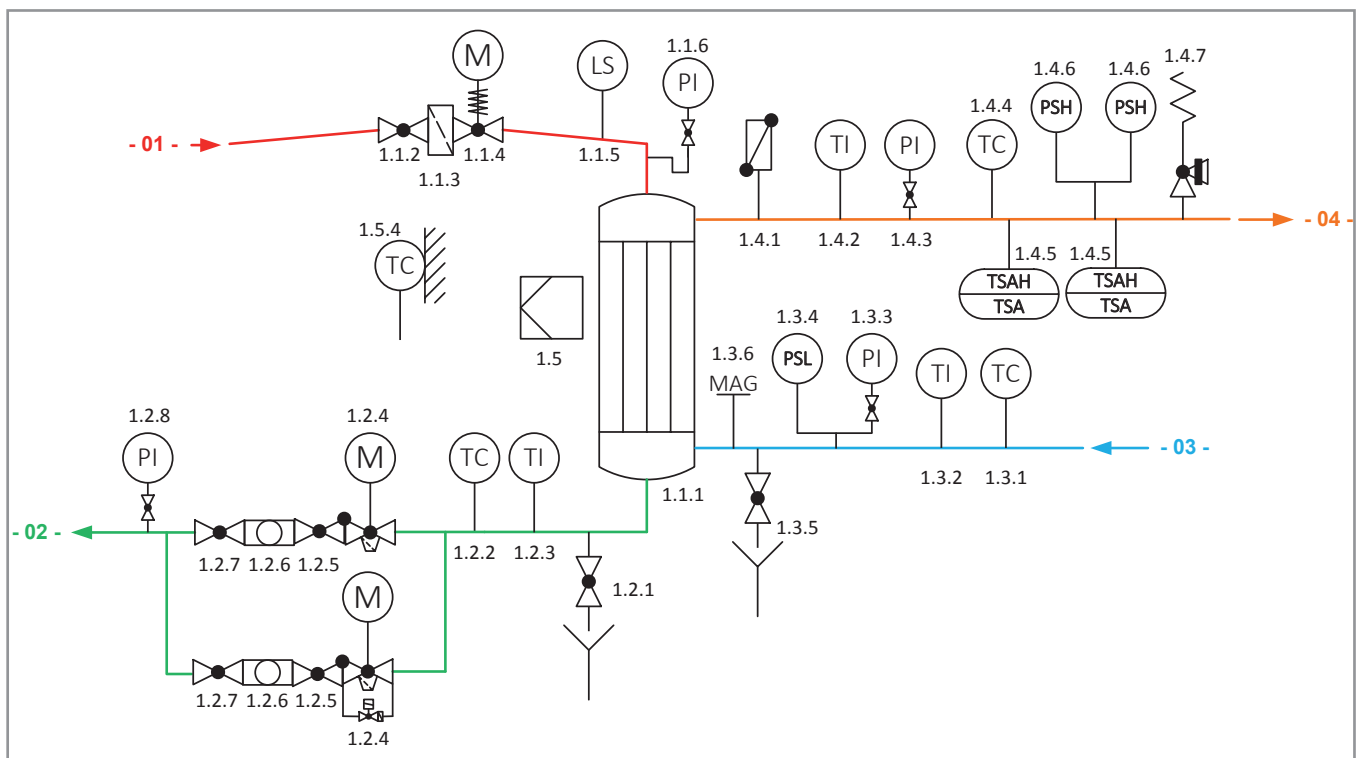 M
LS
1.1.6
PI
1.4.6
1.4.6
1.4.7
PSH
PSH
1.4.4
TI
PI
TC
- 01 -
1.1.2
1.1.3
1.1.4
1.1.5
1.4.1
1.4.2
1.4.3
- 04 -
1.5.4
TC
1.4.5
1.4.5
TSAH
TSA
TSAH
TSA
1.5
1.3.4
1.3.3
1.3.6
MAG
PSL
PI
TI
TC
1.2.8
1.2.4
PI
M
TC
TI
1.1.1
1.3.2
1.3.1
- 03 -
- 02 -
1.2.7
1.2.6
1.2.5
1.2.2
1.2.3
1.3.5
M
1.2.1
1.2.7
1.2.6
1.2.5
1.2.4